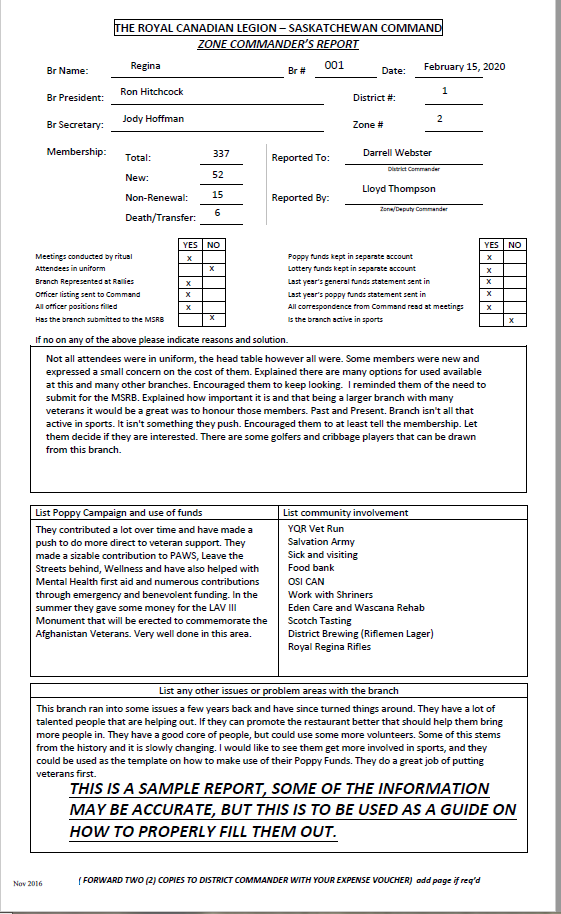 THE ROYAL CANADIAN LEGION – SASKATCHEWAN COMMAND
ZONE COMMANDER'S REPORT
Br Name: Regina Br # 001 Date: February 15, 2020
Br President: Ron Hitchcock District #: 1
Br Secretary: Jody Hoffman Zone # 2
Membership: Total: 337 Reported To: Darrell Webster
District Commander
New: 52
Non-Renewal: 15 Reported By: Lloyd Thompson
Zone/Deputy Commander
Death/Transfer: 6
YES NO YES NO
Meetings conducted by ritual x Poppy funds kept in separate account x
Attendees in uniform x Lottery funds kept in separate account x
Branch Represented at Rallies x Last year's general funds statement sent in x
Officer listing sent to Command x Last year's poppy funds statement sent in x
All officer positions filled x All correspondence from Command read at meetings x
Has the branch submitted to the MSRB x Is the branch active in sports x
If no on any of the above please indicate reasons and solution.
Not all attendees were in uniform, the head table however all were. Some members were new and
expressed a small concern on the cost of them. Explained there are many options for used available
at this and many other branches. Encouraged them to keep looking. I reminded them of the need to
submit for the MSRB. Explained how important it is and that being a larger branch with many
veterans it would be a great was to honour those members. Past and Present. Branch isn't all that
active in sports. It isn't something they push. Encouraged them to at least tell the membership. Let
them decide if they are interested. There are some golfers and cribbage players that can be drawn
from this branch.
List Poppy Campaign and use of funds
They contributed a lot over time and have made a
push to do more direct to veteran support. They
made a sizable contribution to PAWS, Leave the
Streets behind, Wellness and have also helped with
Mental Health first aid and numerous contributions
through emergency and benevolent funding. In the
summer they gave some money for the LAV III
Monument that will be erected to commemorate the
Afghanistan Veterans. Very well done in this area.
List community involvement
YQR Vet Run
Salvation Army
Sick and visiting
Food bank
OSI CAN
Work with Shriners
Eden Care and Wascana Rehab
Scotch Tasting
District Brewing (Riflemen Lager)
Royal Regina Rifles
List any other issues or problem areas with the branch
This branch ran into some issues a few years back and have since turned things around. They have a lot of
talented people that are helping out. If they can promote the restaurant better that should help them bring
more people in. They have a good core of people, but could use some more volunteers. Some of this stems
from the history and it is slowly changing. I would like to see them get more involved in sports, and they
could be used as the template on how to make use of their Poppy Funds. They do a great job of putting
veterans first.
THIS IS A SAMPLE REPORT, SOME OF THE INFORMATION
MAY BE ACCURATE, BUT THIS IS TO BE USED AS A GUIDE ON
HOW TO PROPERLY FILL THEM OUT.
Nov 2016 ( FORWARD TWO (2) COPIES TO DISTRICT COMMANDER WITH YOUR EXPENSE VOUCHER) add page if req'd